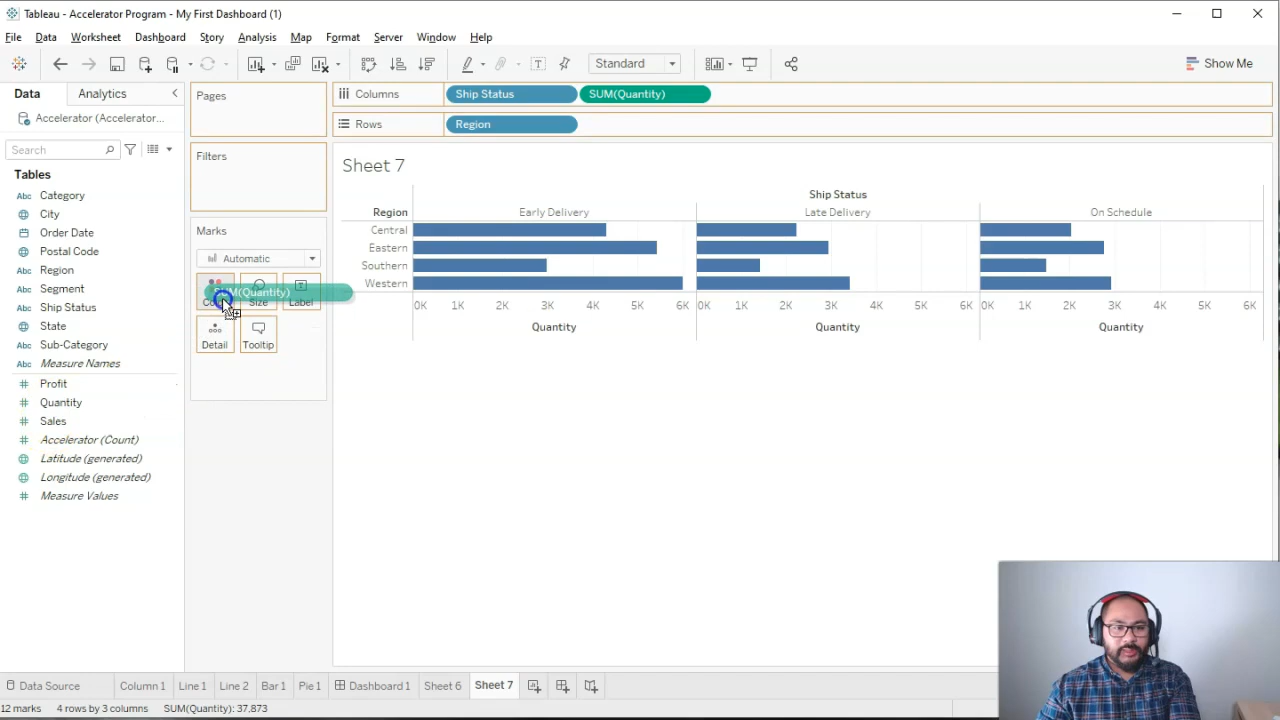 Tableau - Accelerator Program - My First Dashboard (1)
File Data Worksheet Dashboard Story Analysis Map Format Server Window Help
Standard
Show Me
Data Analytics
Accelerator (Accelerator...
Search
Tables
Abc Category
City
Order Date
Postal Code
Abc Region
Abc Segment
Abc Ship Status
State
Abc Sub-Category
Abc Measure Names
Profit
Quantity
Sales
Accelerator (Count)
Latitude (generated)
Longitude (generated)
Measure Values
Pages
Filters
Marks
Automatic
SUM(Quantity)
Size
Label
Detail
Tooltip
Columns Ship Status SUM(Quantity)
Rows Region
Sheet 7
Ship Status
Region Early Delivery Late Delivery On Schedule
Central
Eastern
Southern
Western
0K 1K 2K 3K 4K 5K 6K 0K 1K 2K 3K 4K 5K 6K 0K 1K 2K 3K 4K 5K 6K
Quantity Quantity Quantity
Data Source Column 1 Line 1 Line 2 Bar 1 Pie 1 Dashboard 1 Sheet 6 Sheet 7
12 marks 4 rows by 3 columns SUM(Quantity): 37,873